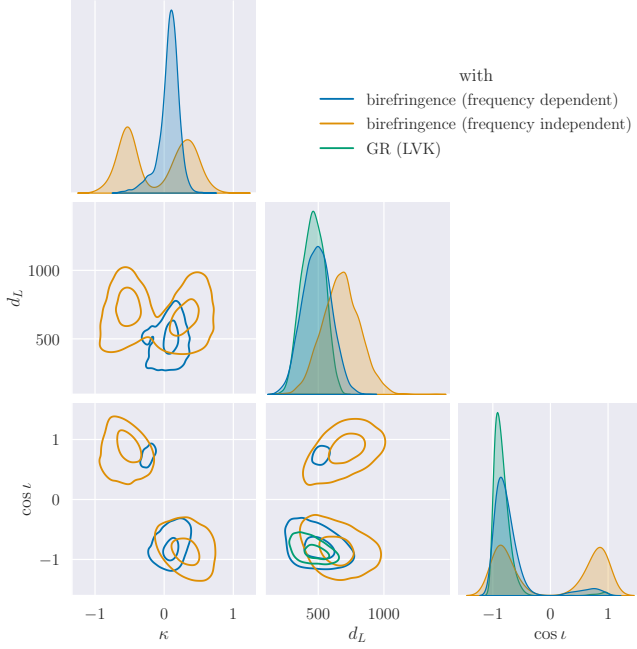 with
birefringence (frequency dependent)
birefringence (frequency independent)
GR (LVK)
1000
500
d_L
1
0
−1
cos ι
−1 0 1
κ
500 1000
d_L
−1 0 1
cos ι